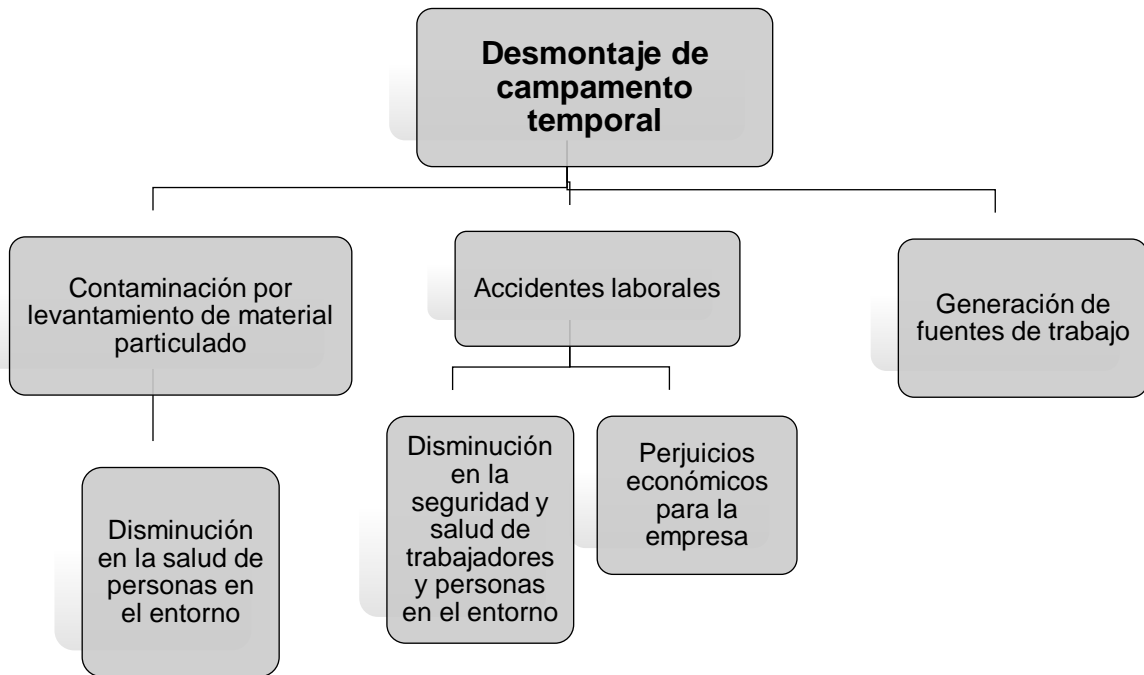 Desmontaje de
campamento
temporal
Contaminación por
levantamiento de material
particulado
Accidentes laborales
Generación de
fuentes de trabajo
Disminución
en la salud de
personas en
el entorno
Disminución
en la
seguridad y
salud de
trabajadores
y personas
en el entorno
Perjuicios
económicos
para la
empresa